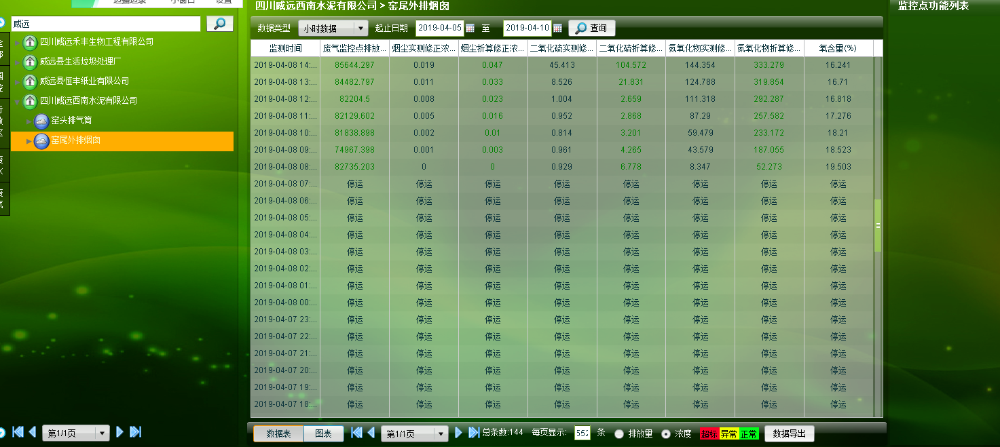 边播边录 小窗口 设置
四川威远西南水泥有限公司 > 窑尾外排烟囱
监控点功能列表
威远
数据类型 小时数据 起止日期 2019-04-05 至 2019-04-10 查询
四川威远禾丰生物工程有限公司
威远县生活垃圾处理厂
威远县恒丰纸业有限公司
四川威远西南水泥有限公司
窑头排气筒
窑尾外排烟囱
监测时间 废气监控点排放... 烟尘实测修正浓... 烟尘折算修正浓... 二氧化硫实测修... 二氧化硫折算修... 氮氧化物实测修... 氮氧化物折算修... 氧含量(%)
2019-04-08 14:... 85644.297 0.019 0.047 45.413 104.572 144.354 333.279 16.241
2019-04-08 13:... 84482.797 0.011 0.033 8.526 21.831 124.788 319.854 16.71
2019-04-08 12:... 82204.5 0.008 0.023 1.004 2.659 111.318 292.287 16.818
2019-04-08 11:... 82129.602 0.005 0.016 0.952 2.868 87.29 257.582 17.276
2019-04-08 10:... 81838.898 0.002 0.01 0.814 3.201 59.479 233.172 18.21
2019-04-08 09:... 74967.398 0.001 0.003 0.961 4.265 43.579 187.055 18.523
2019-04-08 08:... 82735.203 0 0 0.929 6.778 8.347 52.273 19.503
2019-04-08 07:... 停运 停运 停运 停运 停运 停运 停运 停运
2019-04-08 06:... 停运 停运 停运 停运 停运 停运 停运 停运
2019-04-08 05:... 停运 停运 停运 停运 停运 停运 停运 停运
2019-04-08 04:... 停运 停运 停运 停运 停运 停运 停运 停运
2019-04-08 03:... 停运 停运 停运 停运 停运 停运 停运 停运
2019-04-08 02:... 停运 停运 停运 停运 停运 停运 停运 停运
2019-04-08 01:... 停运 停运 停运 停运 停运 停运 停运 停运
2019-04-08 00:... 停运 停运 停运 停运 停运 停运 停运 停运
2019-04-07 23:... 停运 停运 停运 停运 停运 停运 停运 停运
2019-04-07 22:... 停运 停运 停运 停运 停运 停运 停运 停运
2019-04-07 21:... 停运 停运 停运 停运 停运 停运 停运 停运
2019-04-07 20:... 停运 停运 停运 停运 停运 停运 停运 停运
2019-04-07 19:... 停运 停运 停运 停运 停运 停运 停运 停运
2019-04-07 18:... 停运 停运 停运 停运 停运 停运 停运 停运
第1/1页
数据表 图表 第1/1页 总条数:144 每页显示: 552 条 排放量 浓度 超标 异常 正常 数据导出